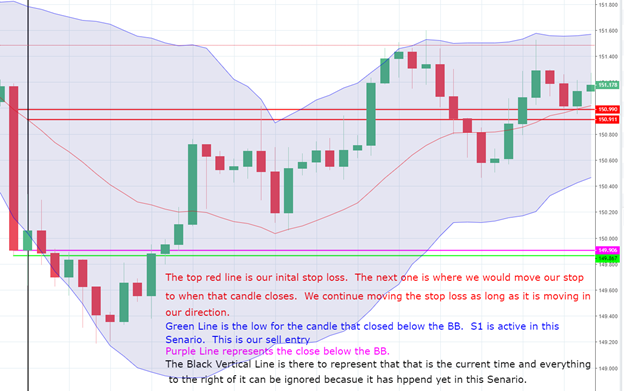 151.800
151.600
151.400
151.178
151.000
150.990
150.911
150.800
150.600
150.400
150.200
150.000
149.906
149.867
149.800
149.600
149.400
149.200
149.000
The top red line is our inital stop loss. The next one is where we would move our stop
to when that candle closes. We continue moving the stop loss as long as it is moving in
our direction.
Green Line is the low for the candle that closed below the BB. S1 is active in this
Senario. This is our sell entry
Purple Line represents the close below the BB.
The Black Vertical Line is there to represent that that is the current time and everything
to the right of it can be ignored becasue it has hppend yet in this Senario.